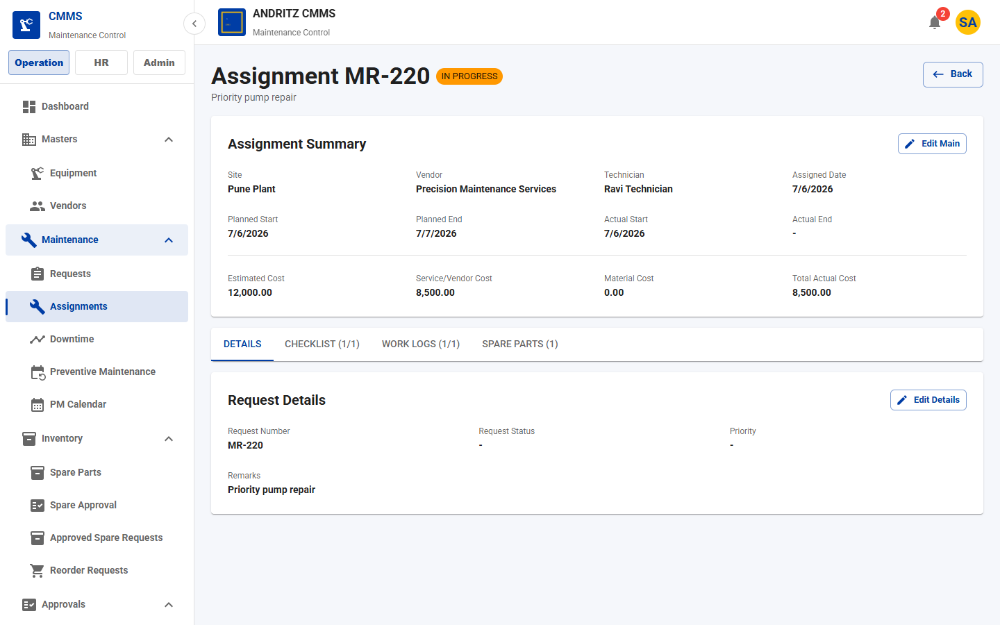 CMMS
Maintenance Control
Operation
HR
Admin
Dashboard
Masters
Equipment
Vendors
Maintenance
Requests
Assignments
Downtime
Preventive Maintenance
PM Calendar
Inventory
Spare Parts
Spare Approval
Approved Spare Requests
Reorder Requests
Approvals
ANDRITZ CMMS
Maintenance Control
2
SA
Assignment MR-220
IN PROGRESS
Priority pump repair
Back
Assignment Summary
Edit Main
Site
Pune Plant
Vendor
Precision Maintenance Services
Technician
Ravi Technician
Assigned Date
7/6/2026
Planned Start
7/6/2026
Planned End
7/7/2026
Actual Start
7/6/2026
Actual End
-
Estimated Cost
12,000.00
Service/Vendor Cost
8,500.00
Material Cost
0.00
Total Actual Cost
8,500.00
DETAILS
CHECKLIST (1/1)
WORK LOGS (1/1)
SPARE PARTS (1)
Request Details
Edit Details
Request Number
MR-220
Request Status
-
Priority
-
Remarks
Priority pump repair